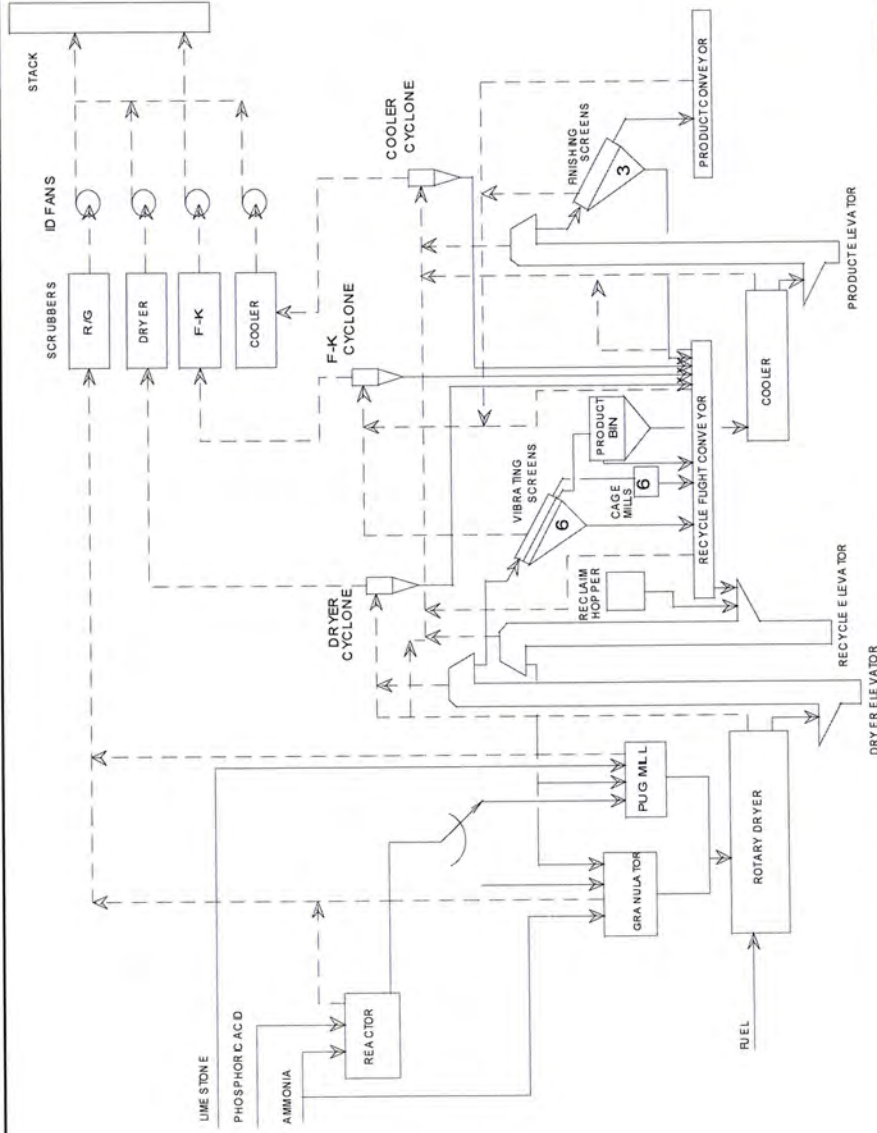 STACK
ID FANS
SCRUBBERS
R/G
DRYER
F-K
COOLER
COOLER
CYCLONE
F-K
CYCLONE
DRYER
CYCLONE
FINISHING
SCREENS
3
PRODUCT CONVEYOR
PRODUCT ELEVATOR
VIBRATING
SCREENS
6
PRODUCT
BIN
CAGE
MILLS
6
RECYCLE FLIGHT CONVEYOR
COOLER
RECLAIM
HOPPER
RECYCLE ELEVATOR
DRYER ELEVATOR
LIMESTONE
PHOSPHORIC ACID
AMMONIA
REACTOR
PUG MILL
GRANULATOR
ROTARY DRYER
FUEL